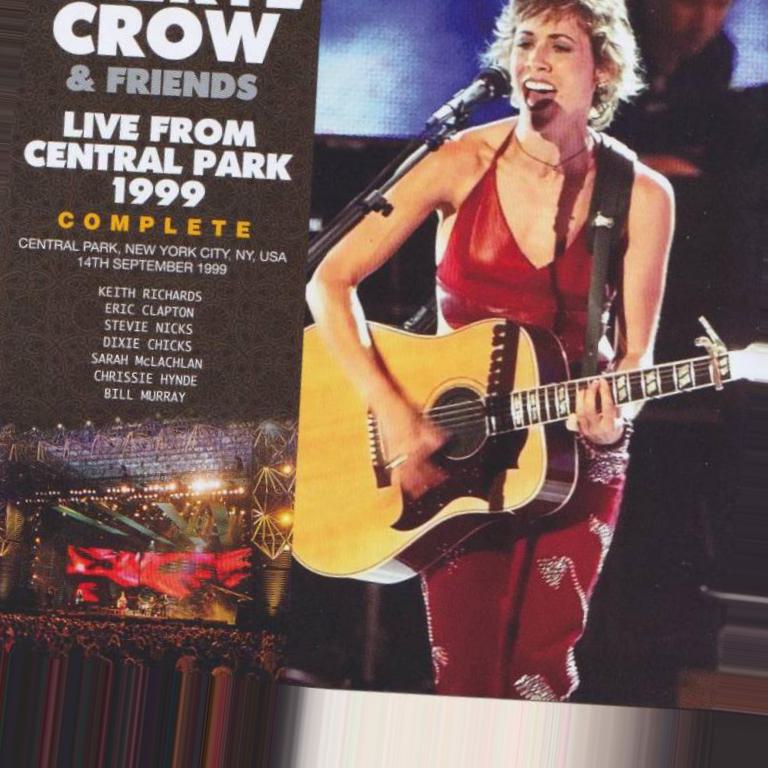 CROW
& FRIENDS
LIVE FROM
CENTRAL PARK
1999
COMPLETE
CENTRAL PARK, NEW YORK CITY, NY, USA
14TH SEPTEMBER 1999
KEITH RICHARDS
ERIC CLAPTON
STEVIE NICKS
DIXIE CHICKS
SARAH McLACHLAN
CHRISSIE HYNDE
BILL MURRAY